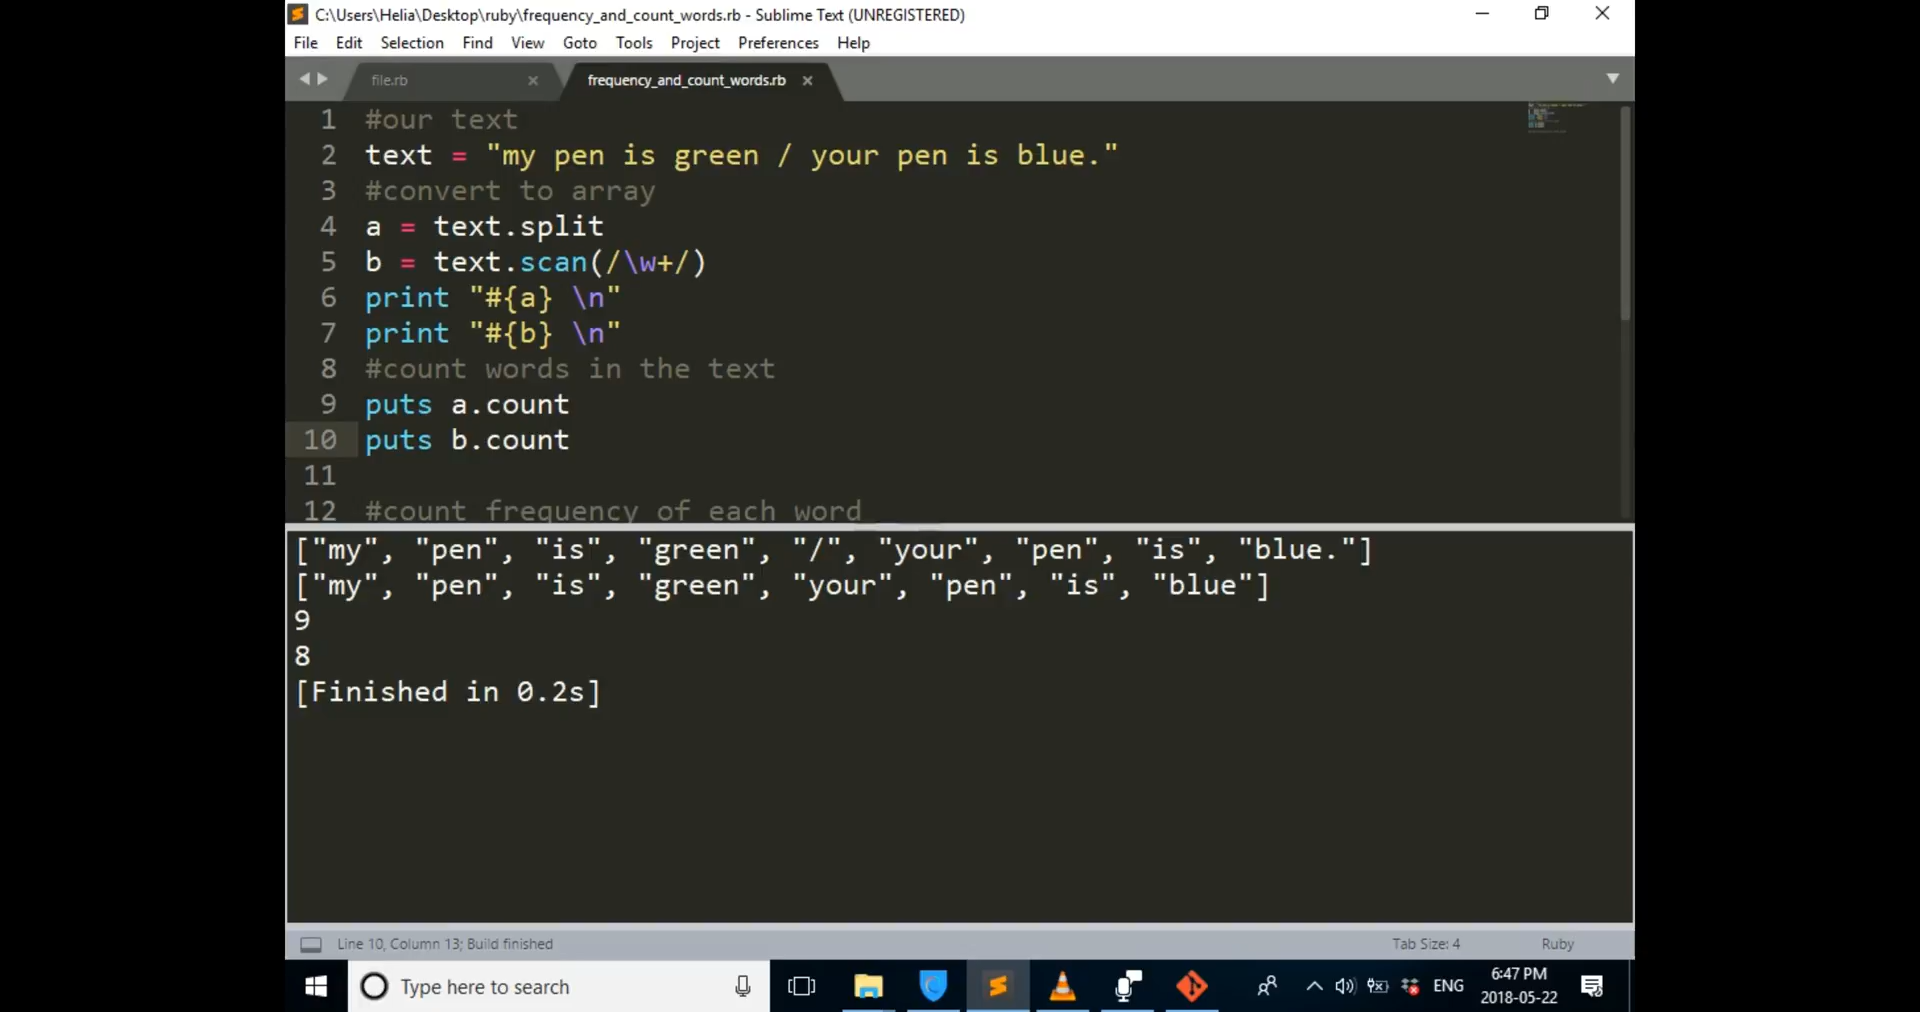 C:\Users\Helia\Desktop\ruby\frequency_and_count_words.rb - Sublime Text (UNREGISTERED)
File Edit Selection Find View Goto Tools Project Preferences Help
file.rb frequency_and_count_words.rb
1 #our text
2 text = "my pen is green / your pen is blue."
3 #convert to array
4 a = text.split
5 b = text.scan(/\w+/)
6 print "#{a} \n"
7 print "#{b} \n"
8 #count words in the text
9 puts a.count
10 puts b.count
11
12 #count frequency of each word
["my", "pen", "is", "green", "/", "your", "pen", "is", "blue."]
["my", "pen", "is", "green", "your", "pen", "is", "blue"]
9
8
[Finished in 0.2s]
Line 10, Column 13; Build finished Tab Size: 4 Ruby
Type here to search ENG 6:47 PM
2018-05-22